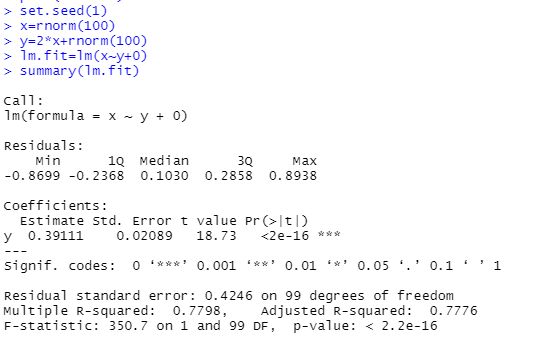 > set.seed(1)
> x=rnorm(100)
> y=2*x+rnorm(100)
> lm.fit=lm(x~y+0)
> summary(lm.fit)
Call:
lm(formula = x ~ y + 0)
Residuals:
    Min      1Q  Median      3Q     Max
-0.8699 -0.2368  0.1030  0.2858  0.8938
Coefficients:
  Estimate Std. Error t value Pr(>|t|)
y  0.39111    0.02089   18.73   <2e-16 ***
---
Signif. codes:  0 ‘***’ 0.001 ‘**’ 0.01 ‘*’ 0.05 ‘.’ 0.1 ‘ ’ 1
Residual standard error: 0.4246 on 99 degrees of freedom
Multiple R-squared:  0.7798,    Adjusted R-squared:  0.7776
F-statistic: 350.7 on 1 and 99 DF,  p-value: < 2.2e-16